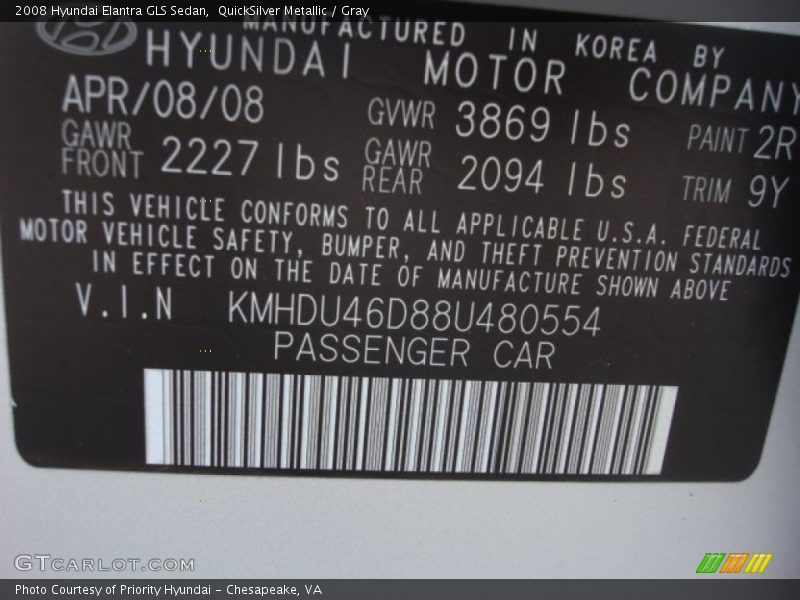 2008 Hyundai Elantra GLS Sedan, QuickSilver Metallic / Gray
MANUFACTURED IN KOREA BY
HYUNDAI MOTOR COMPANY
APR/08/08 GVWR 3869 lbs PAINT 2R
GAWR FRONT 2227 lbs GAWR REAR 2094 lbs TRIM 9Y
THIS VEHICLE CONFORMS TO ALL APPLICABLE U.S.A. FEDERAL
MOTOR VEHICLE SAFETY, BUMPER, AND THEFT PREVENTION STANDARDS
IN EFFECT ON THE DATE OF MANUFACTURE SHOWN ABOVE
V.I.N KMHDU46D88U480554
PASSENGER CAR
GTCARLOT.COM
Photo Courtesy of Priority Hyundai - Chesapeake, VA